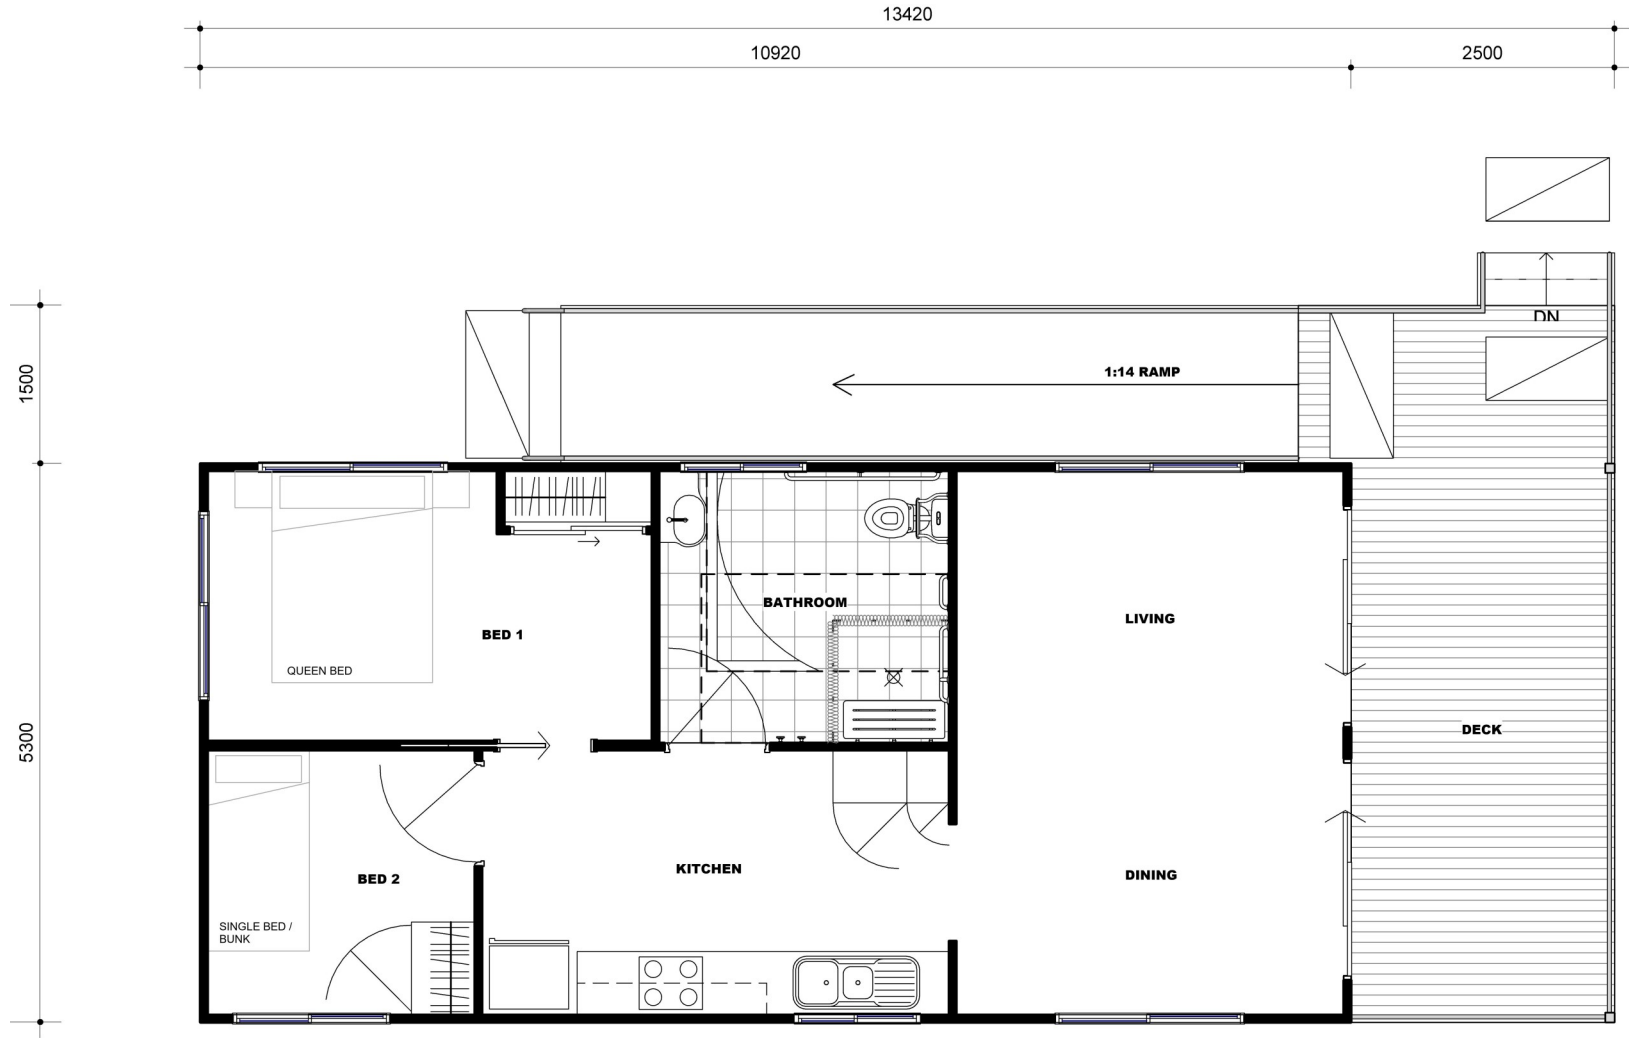 13420
10920
2500
1500
5300
DN
1:14 RAMP
BATHROOM
LIVING
BED 1
QUEEN BED
DECK
KITCHEN
DINING
BED 2
SINGLE BED /
BUNK